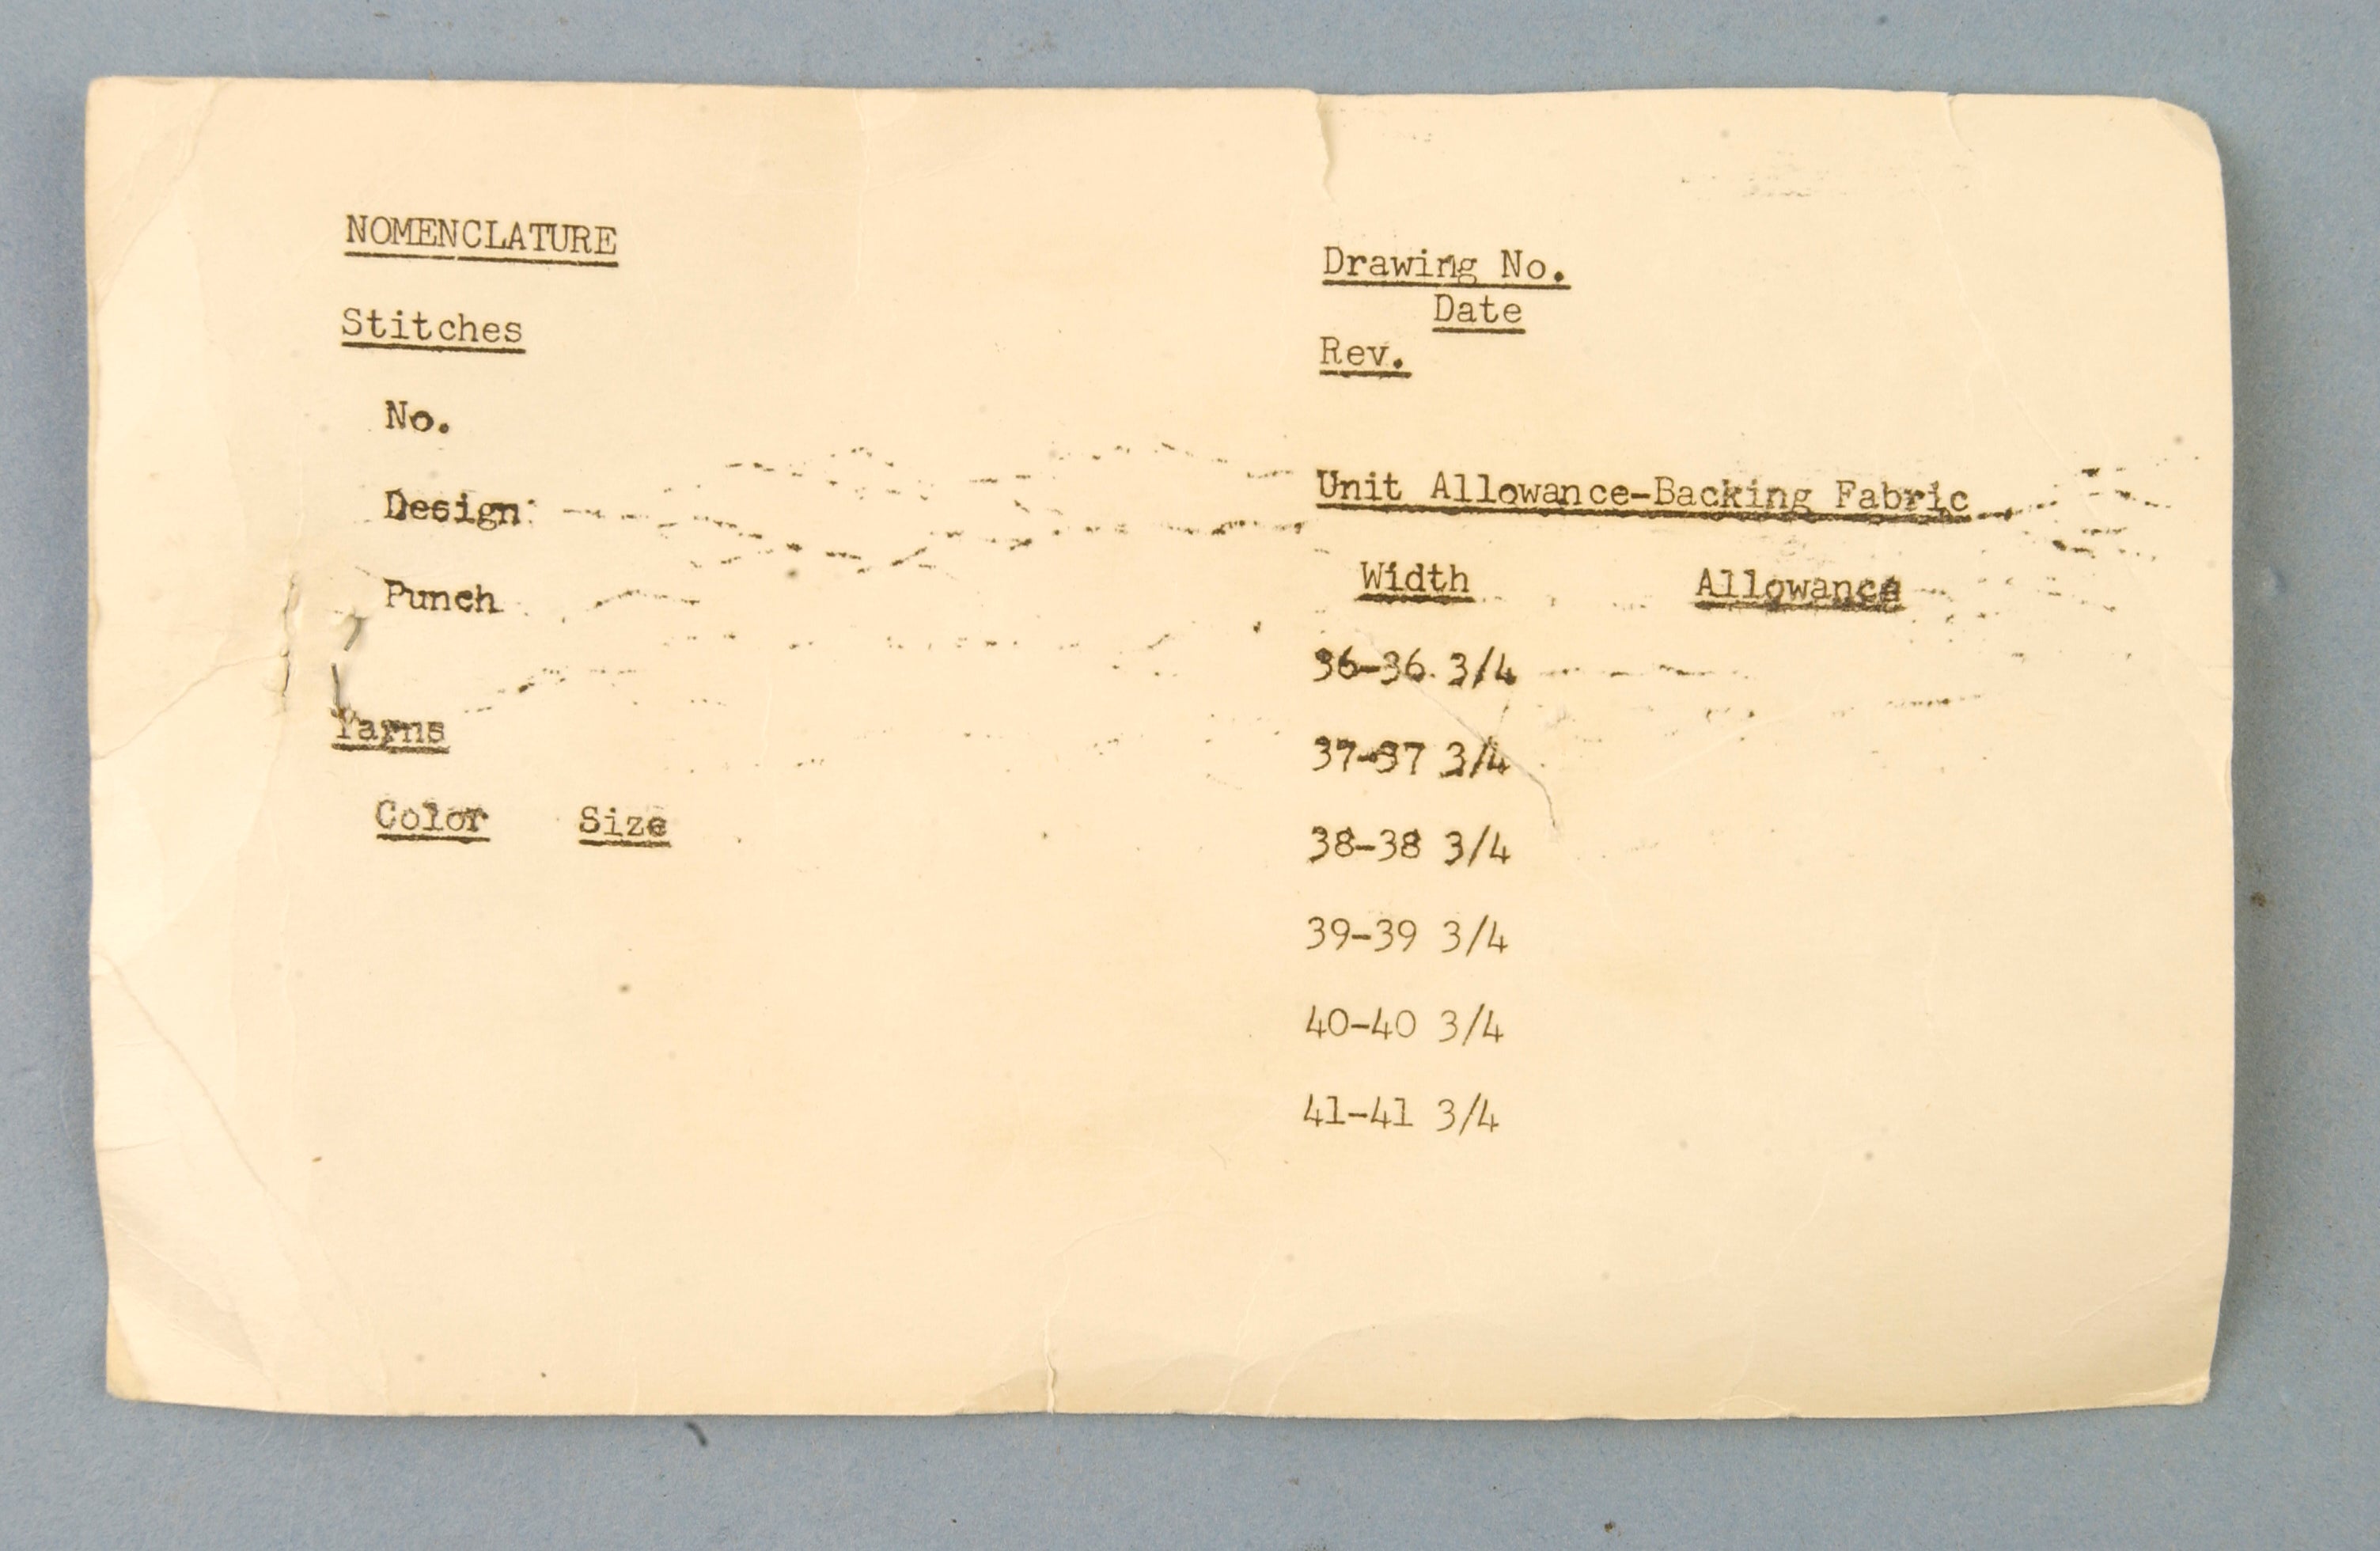 NOMENCLATURE
Stitches
No.
Design
Punch
Yarns
Color Size
Drawing No.
Date
Rev.
Unit Allowance-Backing Fabric
Width Allowance
36-36 3/4
37-37 3/4
38-38 3/4
39-39 3/4
40-40 3/4
41-41 3/4